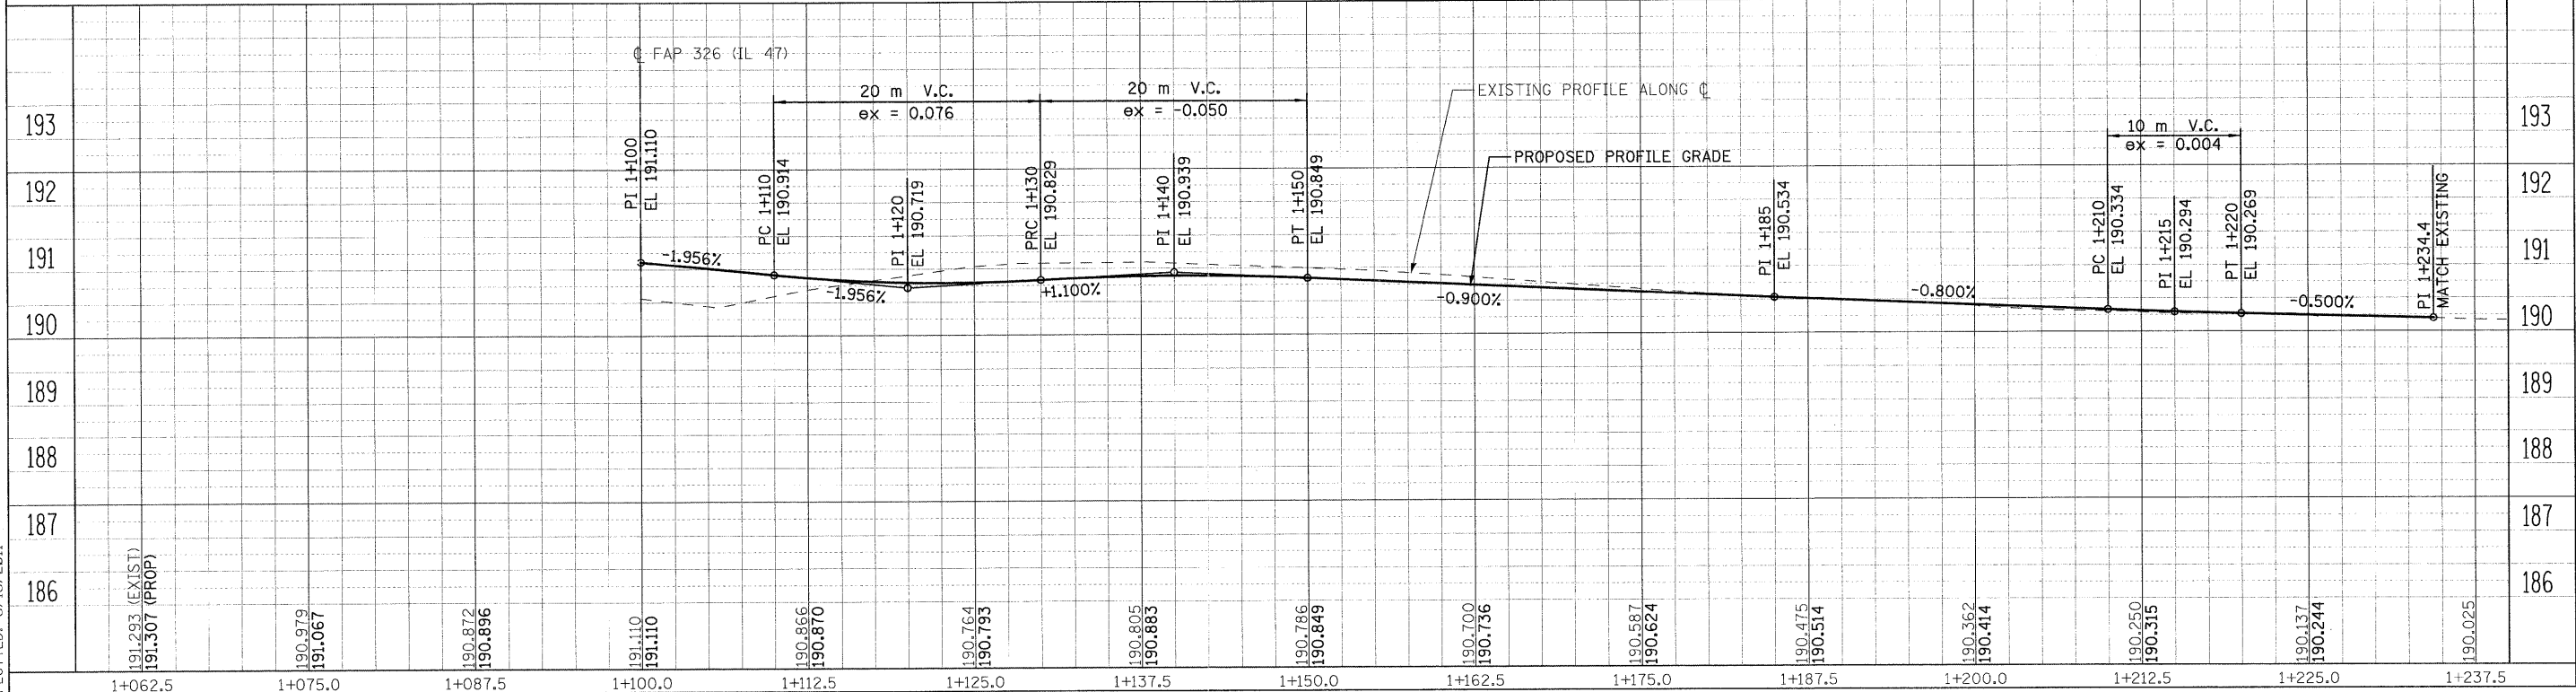 ℄ FAP 326 (IL 47)
20 m V.C.
ex = 0.076
20 m V.C.
ex = -0.050
EXISTING PROFILE ALONG ℄
PROPOSED PROFILE GRADE
10 m V.C.
ex = 0.004
193
192
191
190
189
188
187
186
193
192
191
190
189
188
187
186
PI 1+100
EL 191.110
PC 1+110
EL 190.914
PI 1+120
EL 190.719
PRC 1+130
EL 190.829
PI 1+140
EL 190.939
PT 1+150
EL 190.849
PI 1+185
EL 190.534
PC 1+210
EL 190.334
PI 1+215
EL 190.294
PT 1+220
EL 190.269
PI 1+234.4
MATCH EXISTING
-1.956%
-1.956%
+1.100%
-0.900%
-0.800%
-0.500%
191.293 (EXIST)
191.307 (PROP)
190.979
191.067
190.872
190.896
191.110
191.110
190.866
190.870
190.764
190.793
190.805
190.883
190.786
190.849
190.700
190.736
190.587
190.624
190.475
190.514
190.362
190.414
190.250
190.315
190.137
190.244
190.025
1+062.5
1+075.0
1+087.5
1+100.0
1+112.5
1+125.0
1+137.5
1+150.0
1+162.5
1+175.0
1+187.5
1+200.0
1+212.5
1+225.0
1+237.5